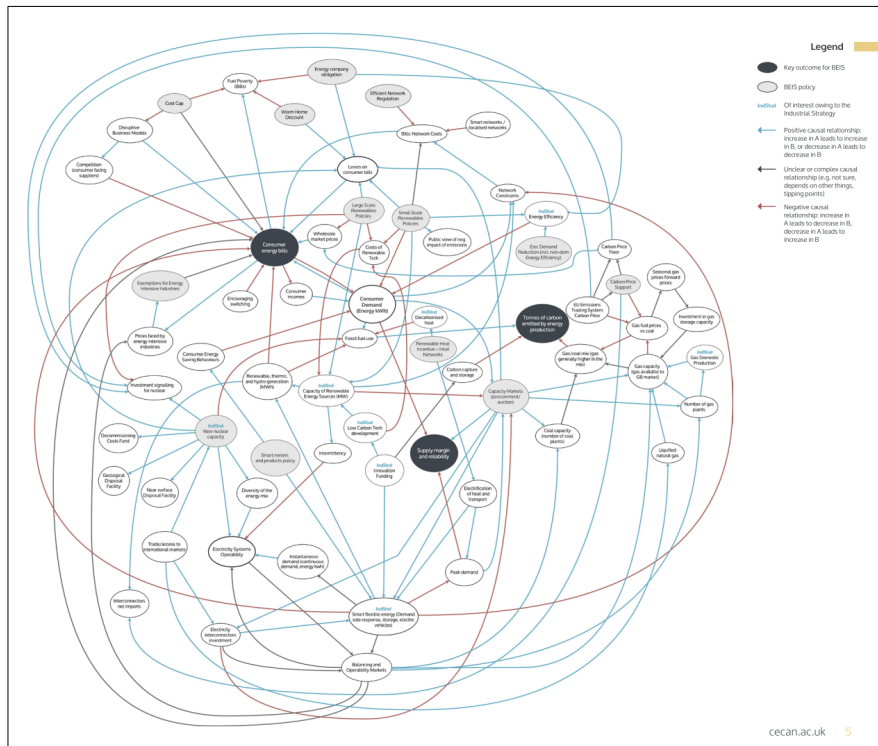 Legend
Key outcome for BEIS
BEIS policy
IndStrat
Of interest owing to the
Industrial Strategy
Positive causal relationship:
increase in A leads to increase
in B, or decrease in A leads to
decrease in B
Unclear or complex causal
relationship (e.g. not sure,
depends on other things,
tipping points)
Negative causal
relationship: increase in
A leads to decrease in B,
decrease in A leads to
increase in B
Energy company
obligation
Fuel Poverty
(Bills)
Cost Cap
Efficient Network
Regulation
Warm Home
Discount
Disruptive
Business Models
Bills: Network Costs
Smart networks /
localised networks
Competition
(consumer facing
suppliers)
Levies on
consumer bills
Network
Constraints
Large Scale
Renewables
Policies
Small Scale
Renewables
Policies
IndStrat
Energy Efficiency
Wholesale
market prices
Consumer
energy bills
Costs of
Renewable
Tech
Public view of neg
impact of emissions
Elec Demand
Reduction (incl. non-dom
Energy Efficiency)
Carbon Price
Floor
Carbon Price
Support
Seasonal gas
prices forward
prices
Exemptions for Energy
Intensive Industries
Encouraging
switching
Consumer
incomes
Consumer
Demand
(Energy kWh)
EU Emissions
Trading System
Carbon Price
Investment in gas
storage capacity
IndStrat
Decarbonised
heat
Tonnes of carbon
emitted by energy
production
Gas fuel prices
vs coal
Prices faced by
energy intensive
industries
Fossil fuel use
Renewable Heat
Incentive + Heat
Networks
Consumer Energy
Saving Behaviours
Gas/coal mix (gas
generally higher in the
mix)
IndStrat
Gas Domestic
Production
Gas capacity
(gas available to
GB market)
Investment signalling
for nuclear
Renewable, thermo,
and hydro generation
(MWh)
Carbon capture
and storage
IndStrat
Capacity of Renewable
Energy Sources (MW)
Capacity Markets
(procurement/
auction)
Number of gas
plants
IndStrat
New nuclear
capacity
IndStrat
Low Carbon Tech
development
Coal capacity
(number of coal
plants)
Decommissioning
Costs Fund
Smart meters
and products policy
Intermittency
Supply margin
and reliability
Liquified
natural gas
Geological
Disposal
Facility
IndStrat
Innovation
Funding
Near surface
Disposal Facility
Diversity of the
energy mix
Electrification
of heat and
transport
Trade/access to
international markets
Electricity Systems
Operability
Instantaneous
demand (continuous
demand, energy kwh)
Peak demand
Interconnectors
net imports
IndStrat
Smart flexible energy (Demand
side response, storage, electric
vehicles)
Electricity
interconnectors
investment
Balancing and
Operability Markets
cecan.ac.uk
5